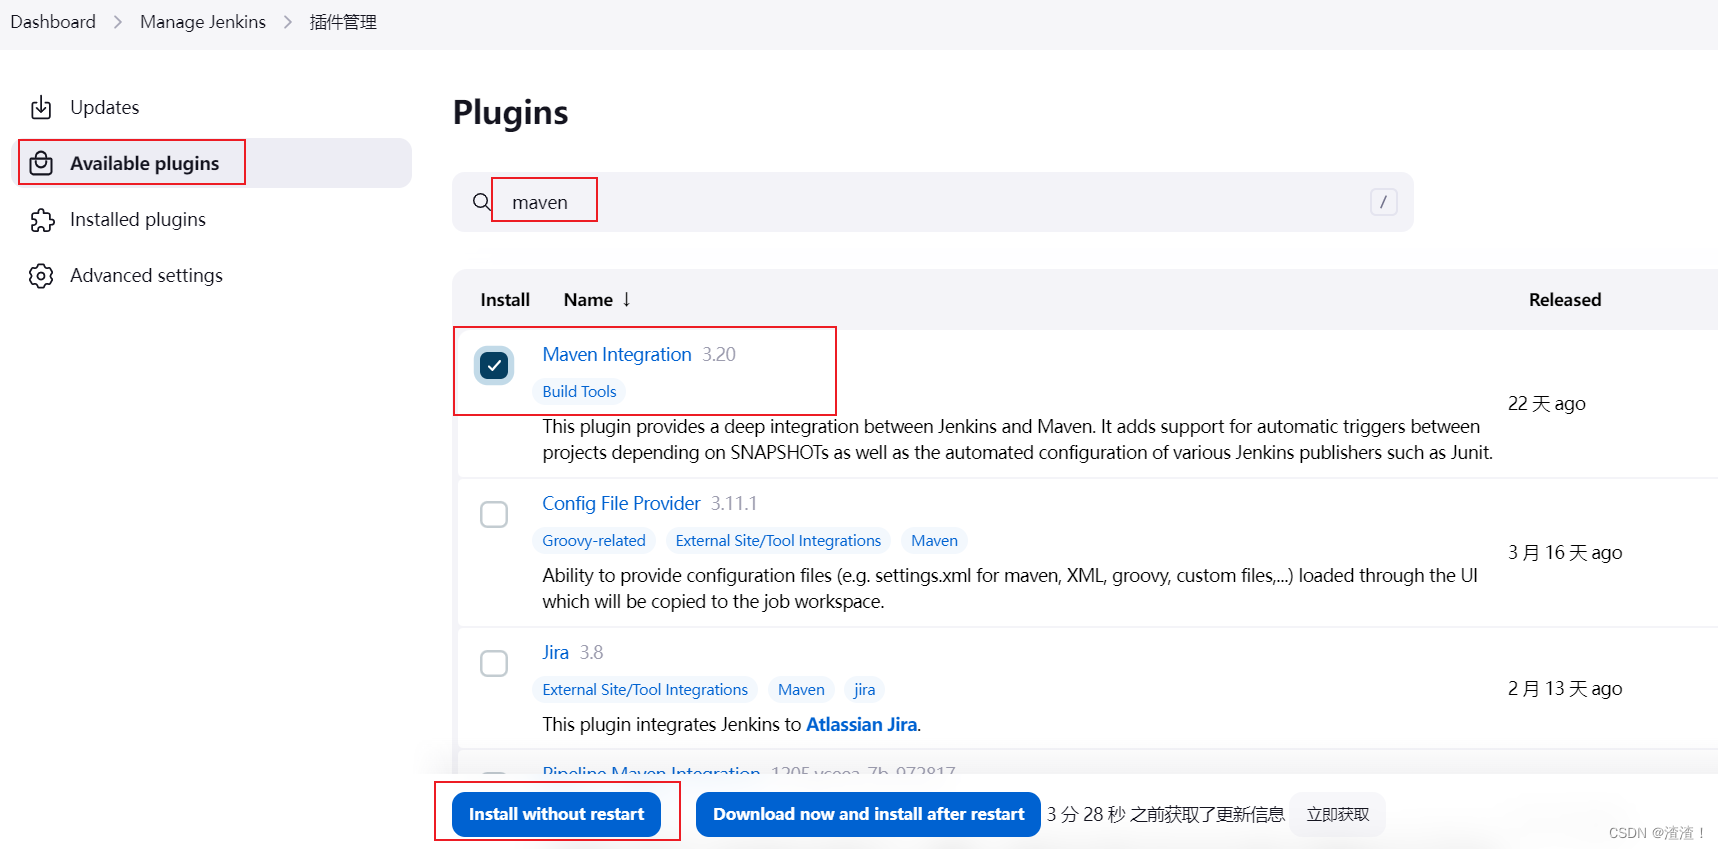 Dashboard > Manage Jenkins > 插件管理
Updates
Available plugins
Installed plugins
Advanced settings
Plugins
maven /
Install Name ↓ Released
Maven Integration 3.20
Build Tools
This plugin provides a deep integration between Jenkins and Maven. It adds support for automatic triggers between
projects depending on SNAPSHOTs as well as the automated configuration of various Jenkins publishers such as Junit.
22 天 ago
Config File Provider 3.11.1
Groovy-related External Site/Tool Integrations Maven
Ability to provide configuration files (e.g. settings.xml for maven, XML, groovy, custom files,...) loaded through the UI
which will be copied to the job workspace.
3 月 16 天 ago
Jira 3.8
External Site/Tool Integrations Maven jira
This plugin integrates Jenkins to Atlassian Jira.
2 月 13 天 ago
Pipeline Maven Integration
Install without restart Download now and install after restart 3 分 28 秒 之前获取了更新信息 立即获取
CSDN @渣渣！